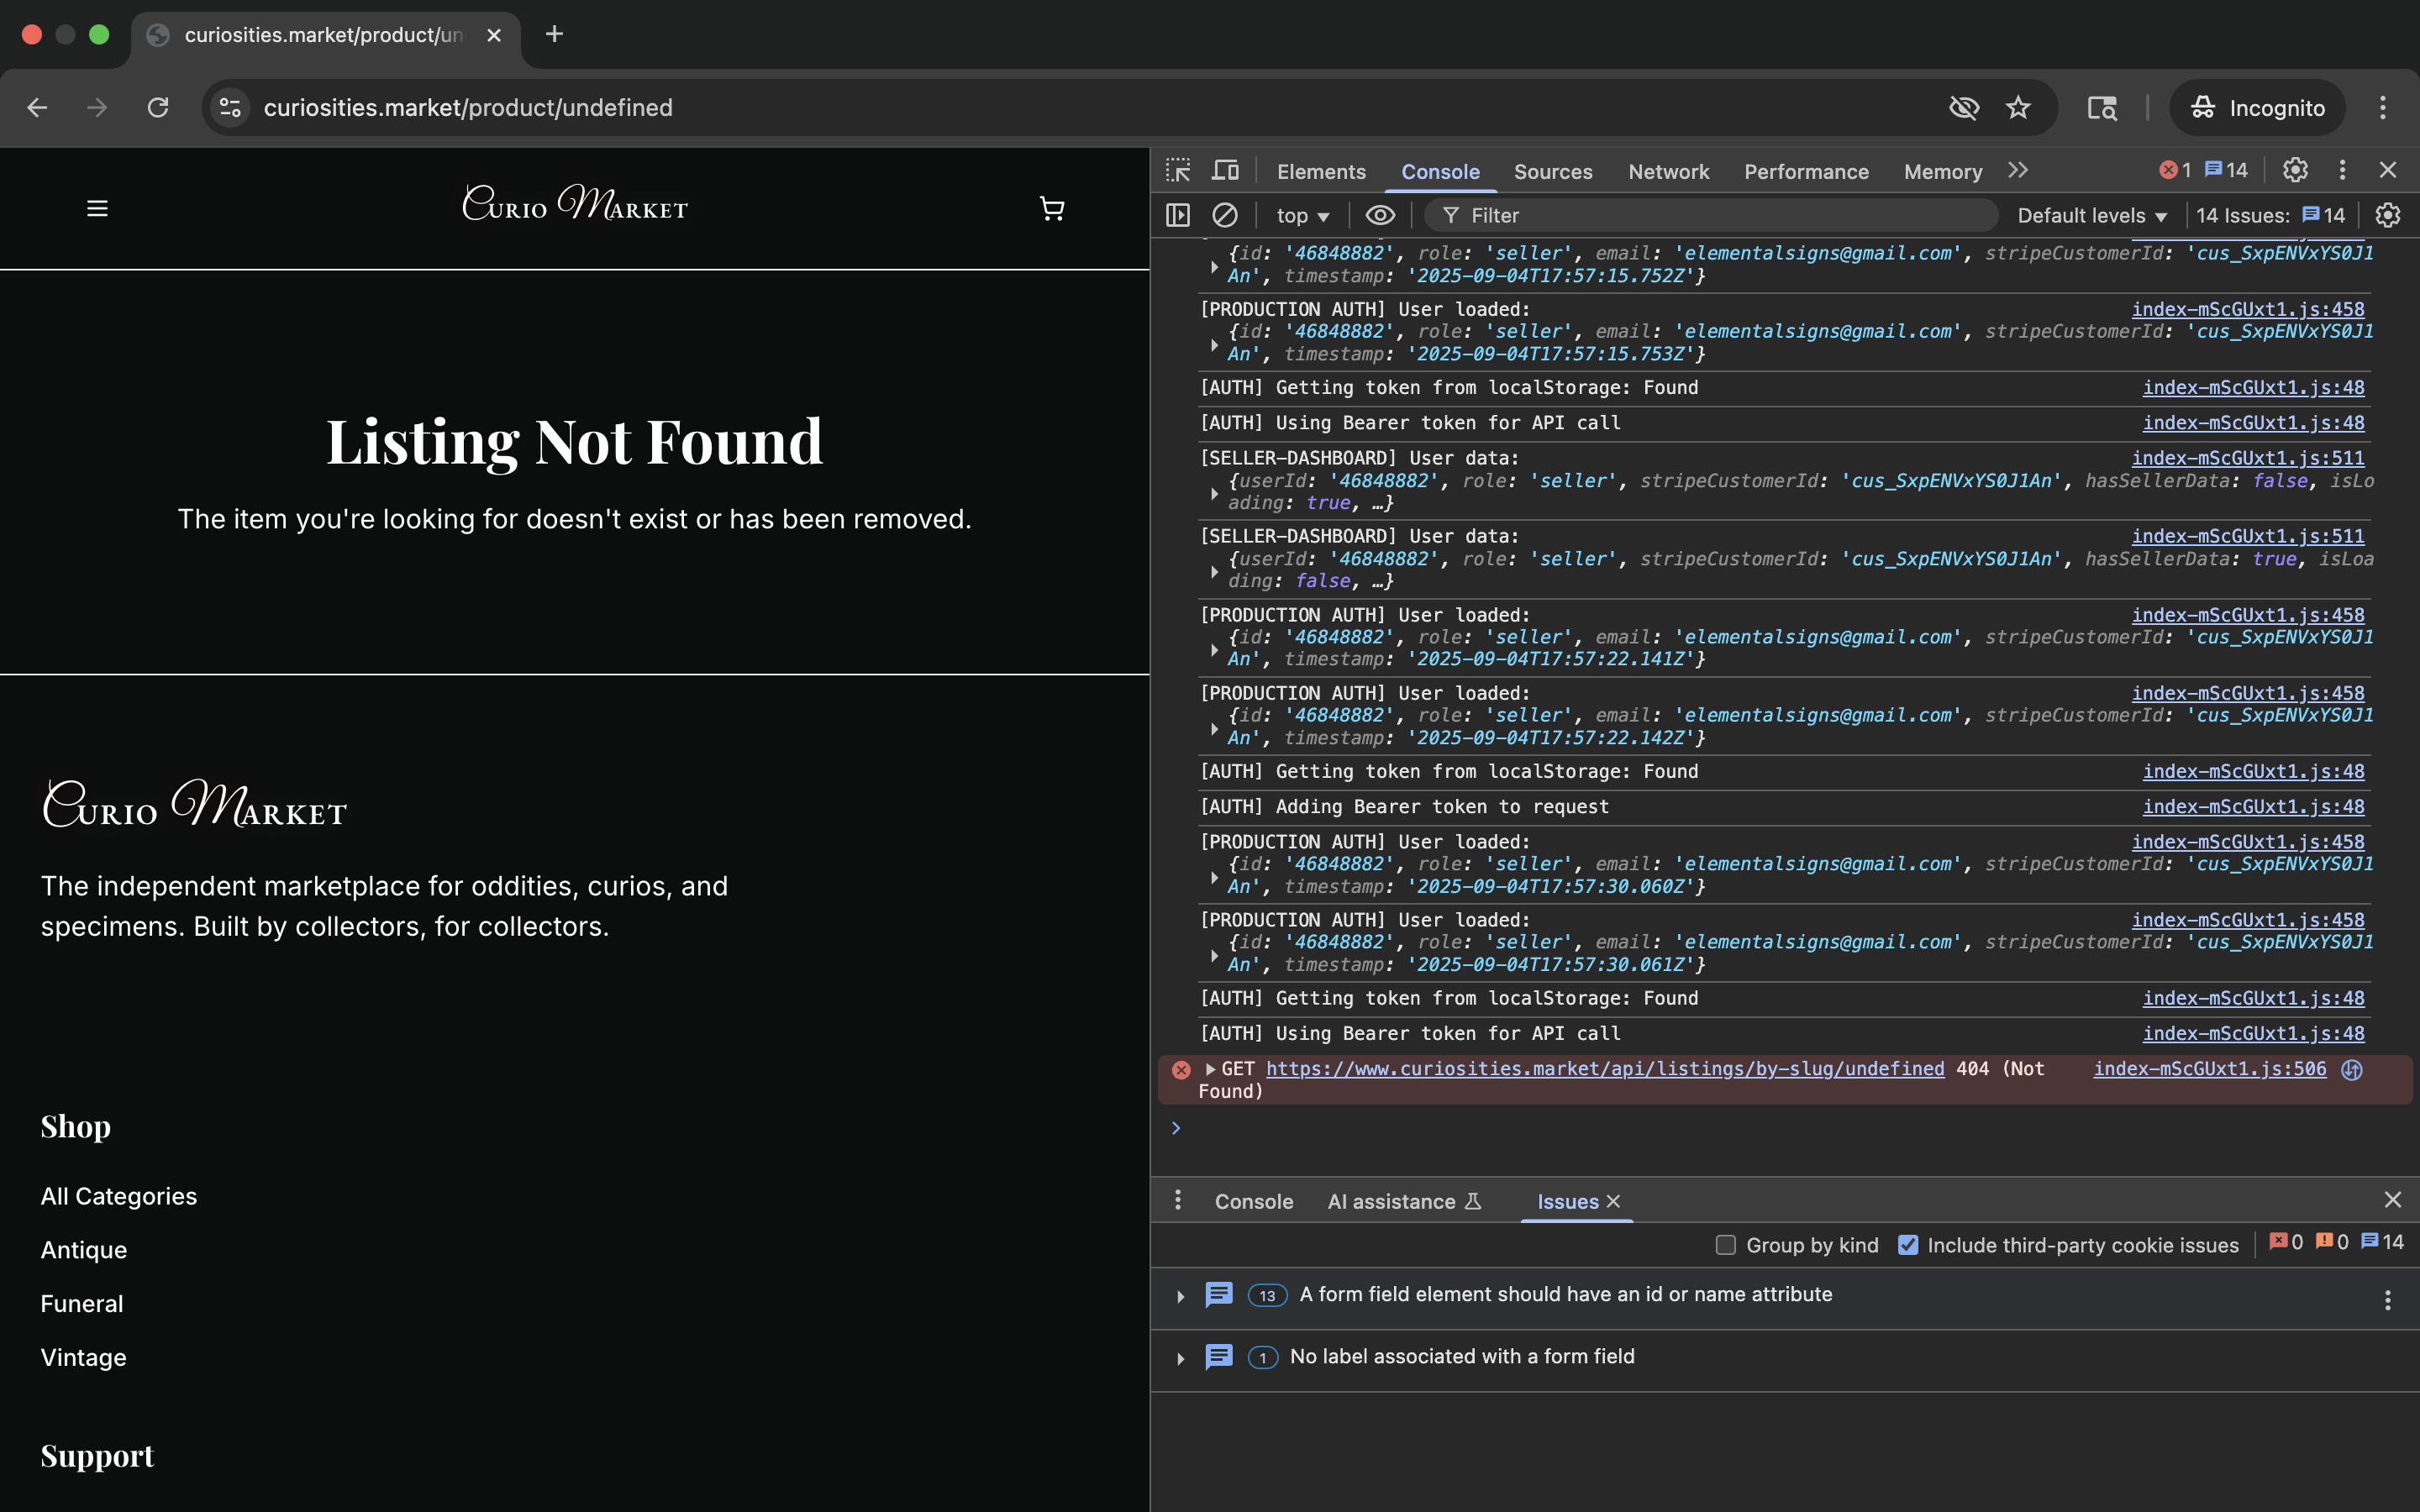 curiosities.market/product/un
curiosities.market/product/undefined
Incognito
Curio Market
Listing Not Found
The item you're looking for doesn't exist or has been removed.
Curio Market
The independent marketplace for oddities, curios, and
specimens. Built by collectors, for collectors.
Shop
All Categories
Antique
Funeral
Vintage
Support
Elements Console Sources Network Performance Memory 1 14
top Filter Default levels 14 Issues: 14
{id: '46848882', role: 'seller', email: 'elementalsigns@gmail.com', stripeCustomerId: 'cus_SxpENVxYS0J1
An', timestamp: '2025-09-04T17:57:15.752Z'}
[PRODUCTION AUTH] User loaded: index-mScGUxt1.js:458
{id: '46848882', role: 'seller', email: 'elementalsigns@gmail.com', stripeCustomerId: 'cus_SxpENVxYS0J1
An', timestamp: '2025-09-04T17:57:15.753Z'}
[AUTH] Getting token from localStorage: Found index-mScGUxt1.js:48
[AUTH] Using Bearer token for API call index-mScGUxt1.js:48
[SELLER-DASHBOARD] User data: index-mScGUxt1.js:511
{userId: '46848882', role: 'seller', stripeCustomerId: 'cus_SxpENVxYS0J1An', hasSellerData: false, isLo
ading: true, …}
[SELLER-DASHBOARD] User data: index-mScGUxt1.js:511
{userId: '46848882', role: 'seller', stripeCustomerId: 'cus_SxpENVxYS0J1An', hasSellerData: true, isLoa
ding: false, …}
[PRODUCTION AUTH] User loaded: index-mScGUxt1.js:458
{id: '46848882', role: 'seller', email: 'elementalsigns@gmail.com', stripeCustomerId: 'cus_SxpENVxYS0J1
An', timestamp: '2025-09-04T17:57:22.141Z'}
[PRODUCTION AUTH] User loaded: index-mScGUxt1.js:458
{id: '46848882', role: 'seller', email: 'elementalsigns@gmail.com', stripeCustomerId: 'cus_SxpENVxYS0J1
An', timestamp: '2025-09-04T17:57:22.142Z'}
[AUTH] Getting token from localStorage: Found index-mScGUxt1.js:48
[AUTH] Adding Bearer token to request index-mScGUxt1.js:48
[PRODUCTION AUTH] User loaded: index-mScGUxt1.js:458
{id: '46848882', role: 'seller', email: 'elementalsigns@gmail.com', stripeCustomerId: 'cus_SxpENVxYS0J1
An', timestamp: '2025-09-04T17:57:30.060Z'}
[PRODUCTION AUTH] User loaded: index-mScGUxt1.js:458
{id: '46848882', role: 'seller', email: 'elementalsigns@gmail.com', stripeCustomerId: 'cus_SxpENVxYS0J1
An', timestamp: '2025-09-04T17:57:30.061Z'}
[AUTH] Getting token from localStorage: Found index-mScGUxt1.js:48
[AUTH] Using Bearer token for API call index-mScGUxt1.js:48
GET https://www.curiosities.market/api/listings/by-slug/undefined 404 (Not index-mScGUxt1.js:506
Found)
Console AI assistance Issues
Group by kind Include third-party cookie issues 0 0 14
13 A form field element should have an id or name attribute
1 No label associated with a form field